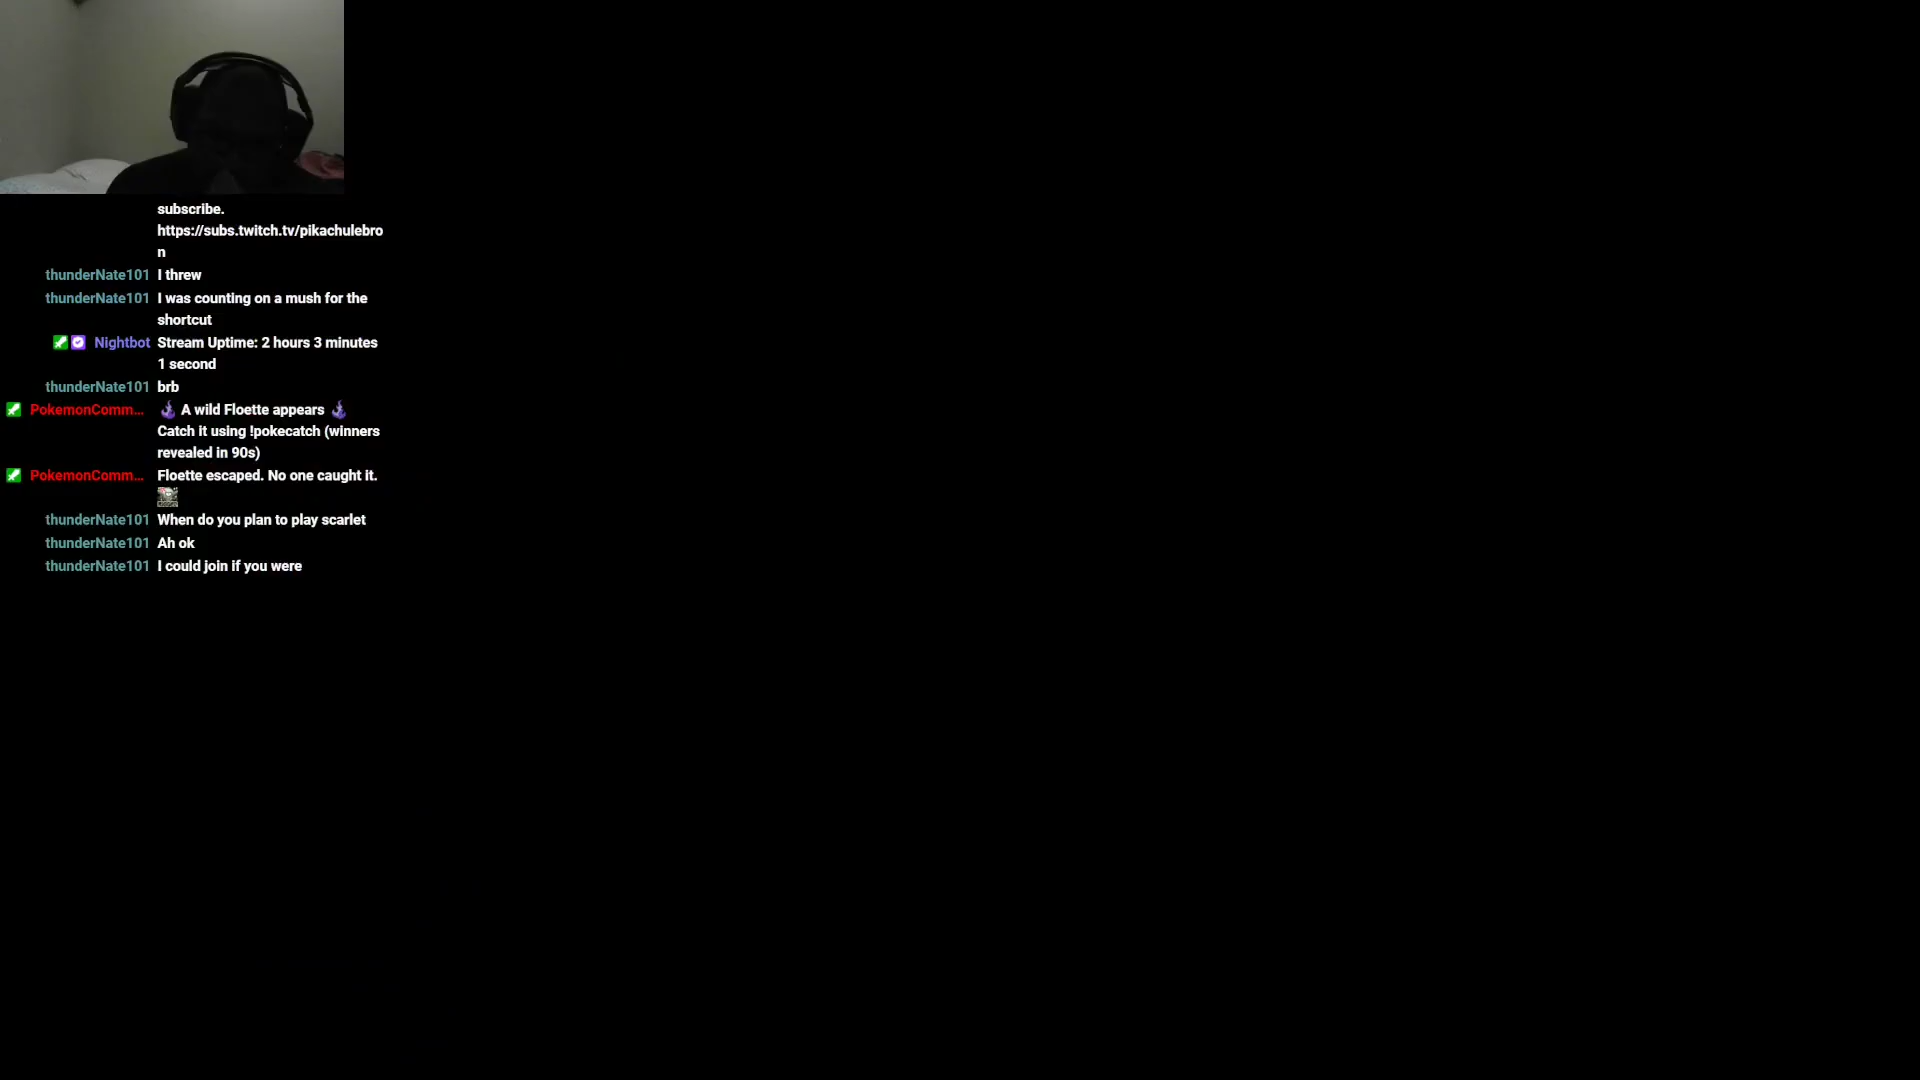 subscribe.
https://subs.twitch.tv/pikachulebro
n
thunderNate101 I threw
thunderNate101 I was counting on a mush for the
shortcut
Nightbot Stream Uptime: 2 hours 3 minutes
1 second
thunderNate101 brb
PokemonComm... A wild Floette appears
Catch it using !pokecatch (winners
revealed in 90s)
PokemonComm... Floette escaped. No one caught it.
thunderNate101 When do you plan to play scarlet
thunderNate101 Ah ok
thunderNate101 I could join if you were